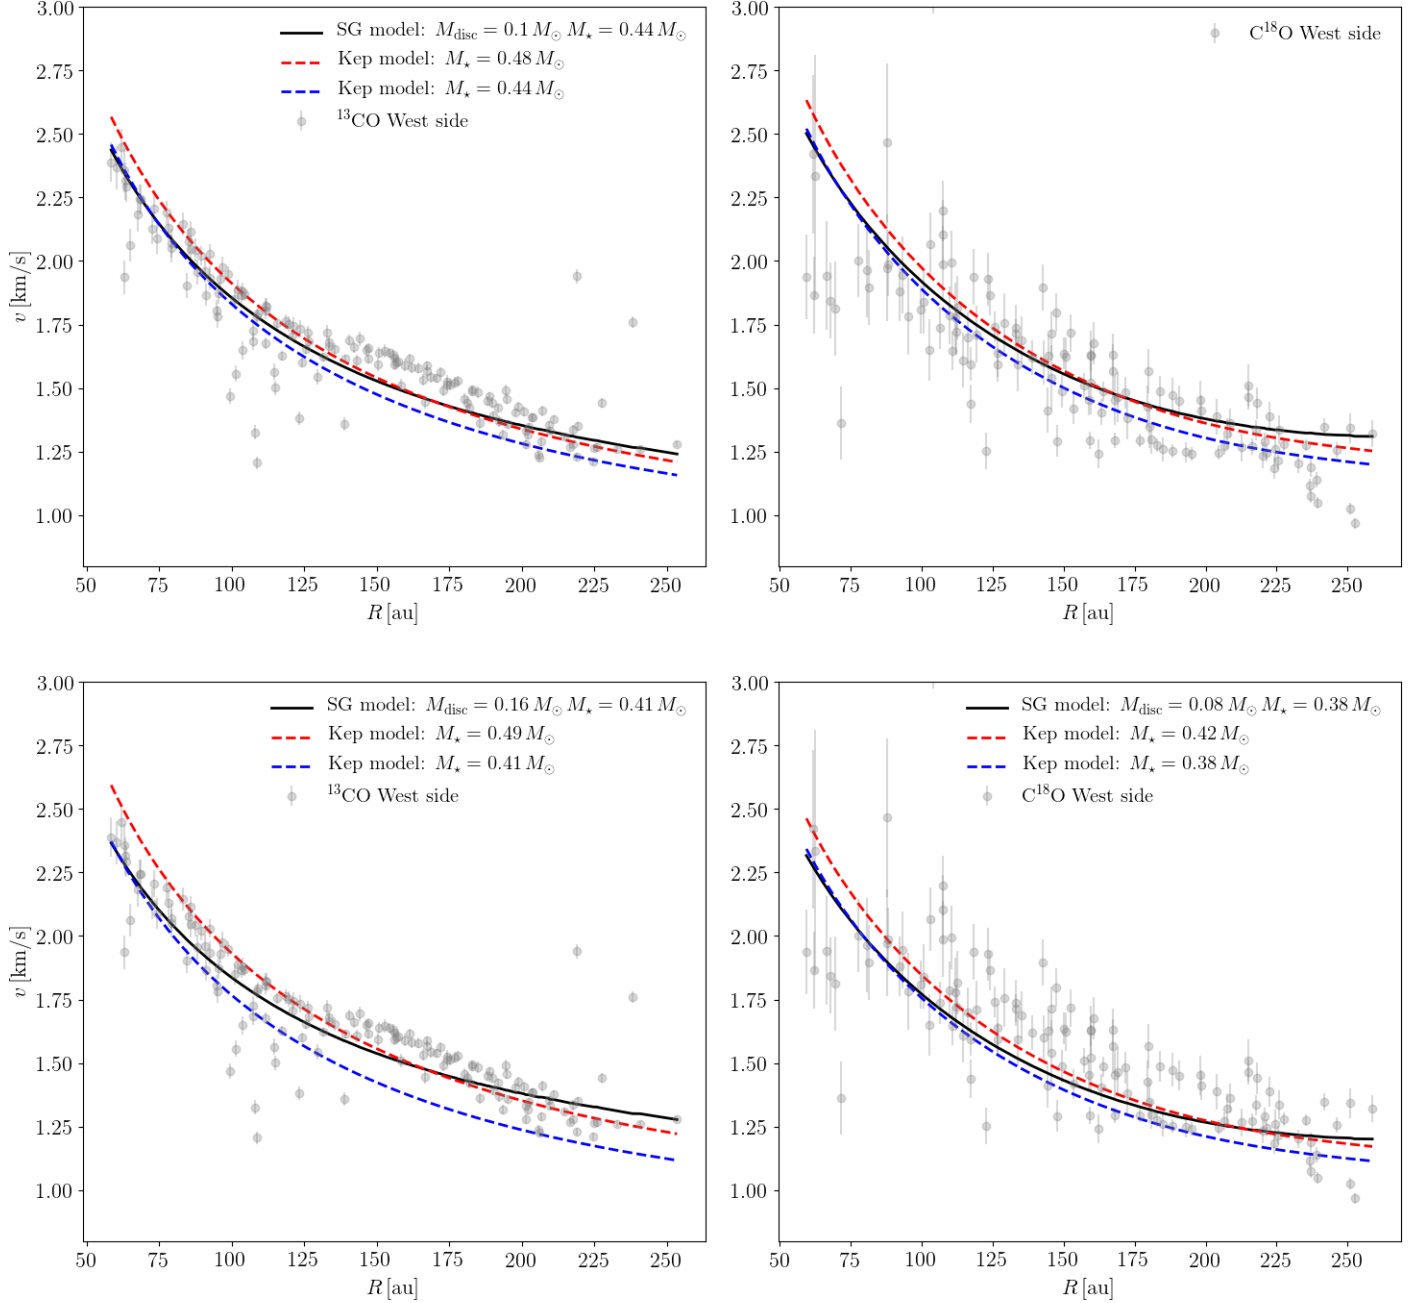 3.00
2.75
2.50
2.25
2.00
1.75
1.50
1.25
1.00
v [km/s]
SG model: M_disc = 0.1 M_⊙ M_⋆ = 0.44 M_⊙
Kep model: M_⋆ = 0.48 M_⊙
Kep model: M_⋆ = 0.44 M_⊙
¹³CO West side
50 75 100 125 150 175 200 225 250
R [au]
3.00
2.75
2.50
2.25
2.00
1.75
1.50
1.25
1.00
C¹⁸O West side
50 75 100 125 150 175 200 225 250
R [au]
3.00
2.75
2.50
2.25
2.00
1.75
1.50
1.25
1.00
v [km/s]
SG model: M_disc = 0.16 M_⊙ M_⋆ = 0.41 M_⊙
Kep model: M_⋆ = 0.49 M_⊙
Kep model: M_⋆ = 0.41 M_⊙
¹³CO West side
50 75 100 125 150 175 200 225 250
R [au]
3.00
2.75
2.50
2.25
2.00
1.75
1.50
1.25
1.00
SG model: M_disc = 0.08 M_⊙ M_⋆ = 0.38 M_⊙
Kep model: M_⋆ = 0.42 M_⊙
Kep model: M_⋆ = 0.38 M_⊙
C¹⁸O West side
50 75 100 125 150 175 200 225 250
R [au]